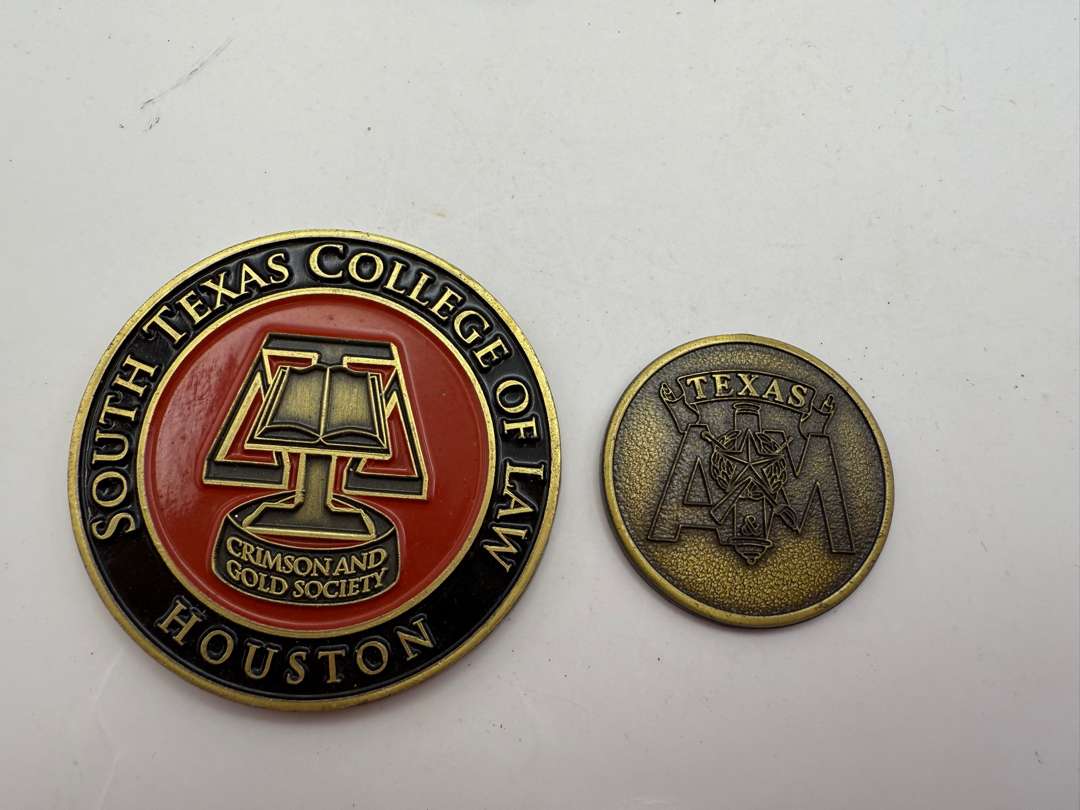 SOUTH TEXAS COLLEGE OF LAW
CRIMSON AND
GOLD SOCIETY
HOUSTON
TEXAS
A&M